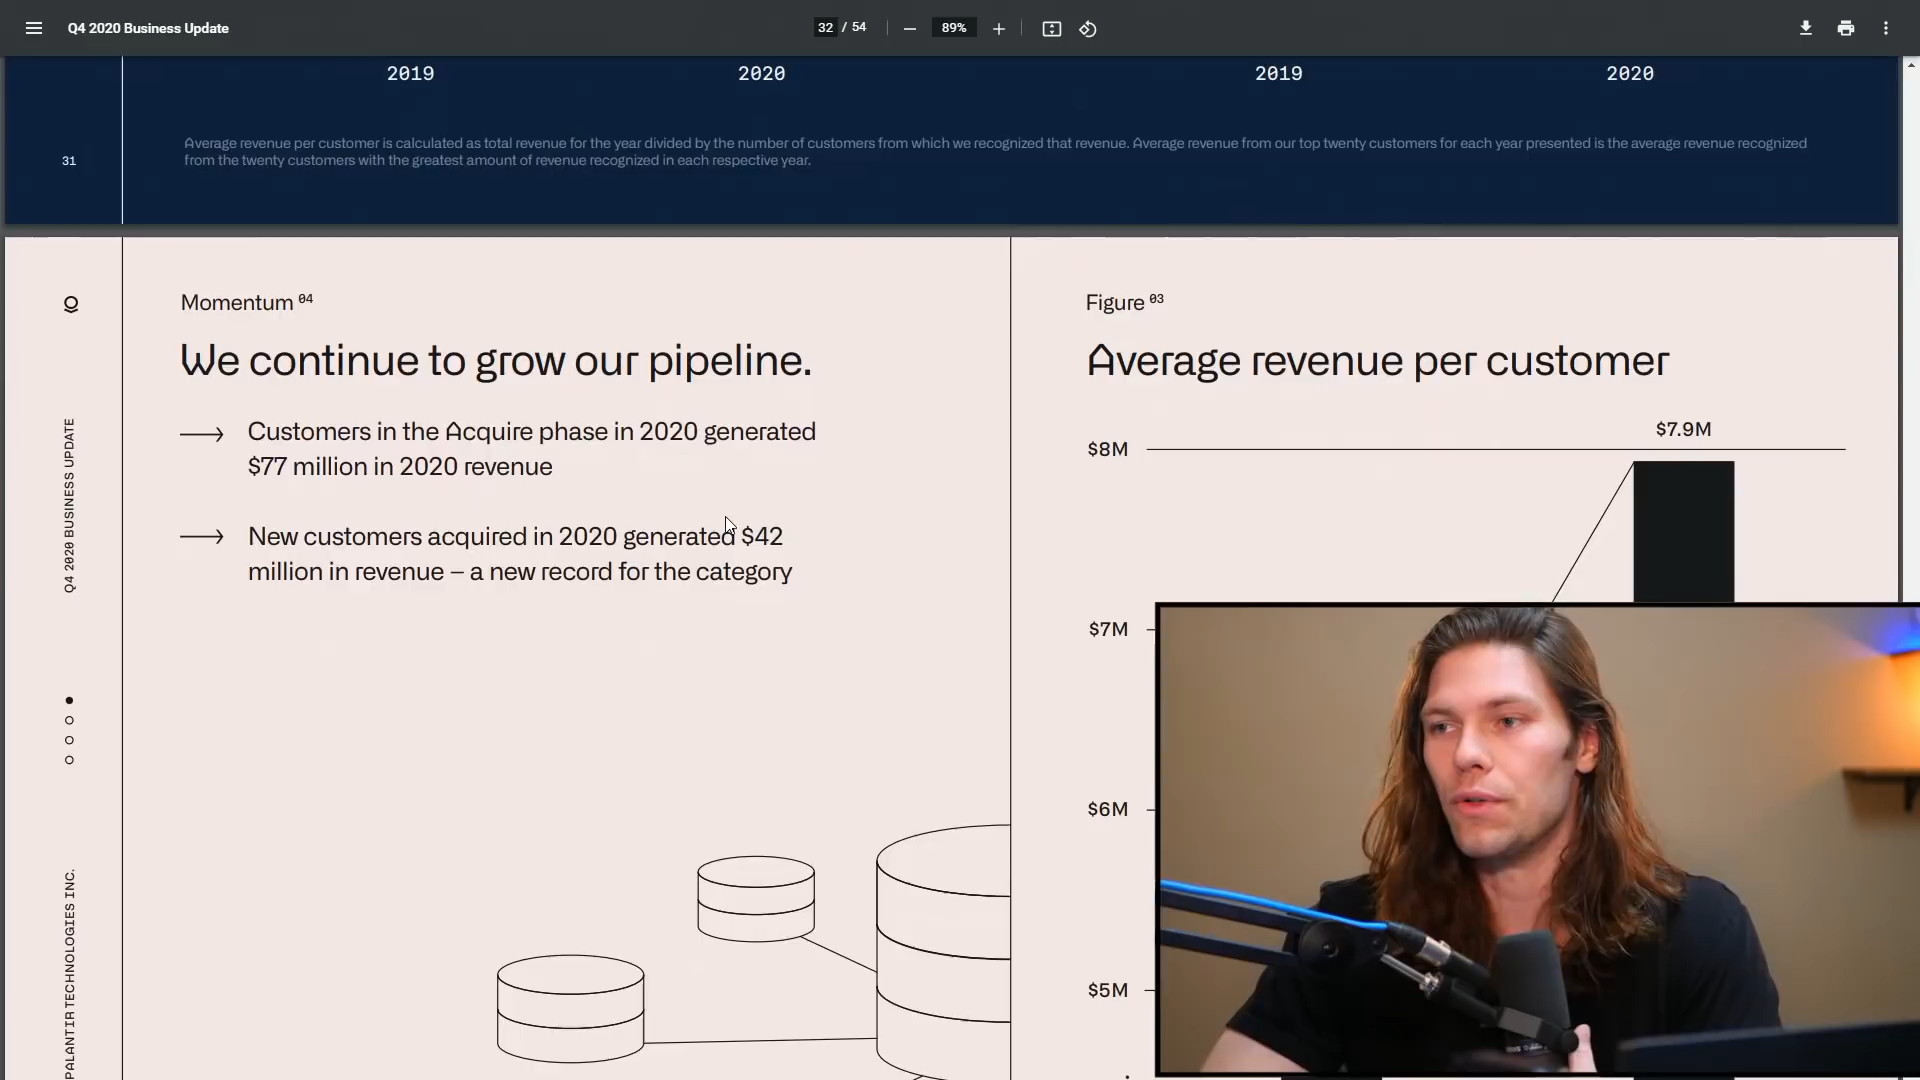 Q4 2020 Business Update
32 / 54
89%
2019
2020
2019
2020
31
Average revenue per customer is calculated as total revenue for the year divided by the number of customers from which we recognized that revenue. Average revenue from our top twenty customers for each year presented is the average revenue recognized
from the twenty customers with the greatest amount of revenue recognized in each respective year.
Q4 2020 BUSINESS UPDATE
PALANTIR TECHNOLOGIES INC.
Momentum 04
We continue to grow our pipeline.
Customers in the Acquire phase in 2020 generated
$77 million in 2020 revenue
New customers acquired in 2020 generated $42
million in revenue – a new record for the category
Figure 03
Average revenue per customer
$7.9M
$8M
$7M
$6M
$5M